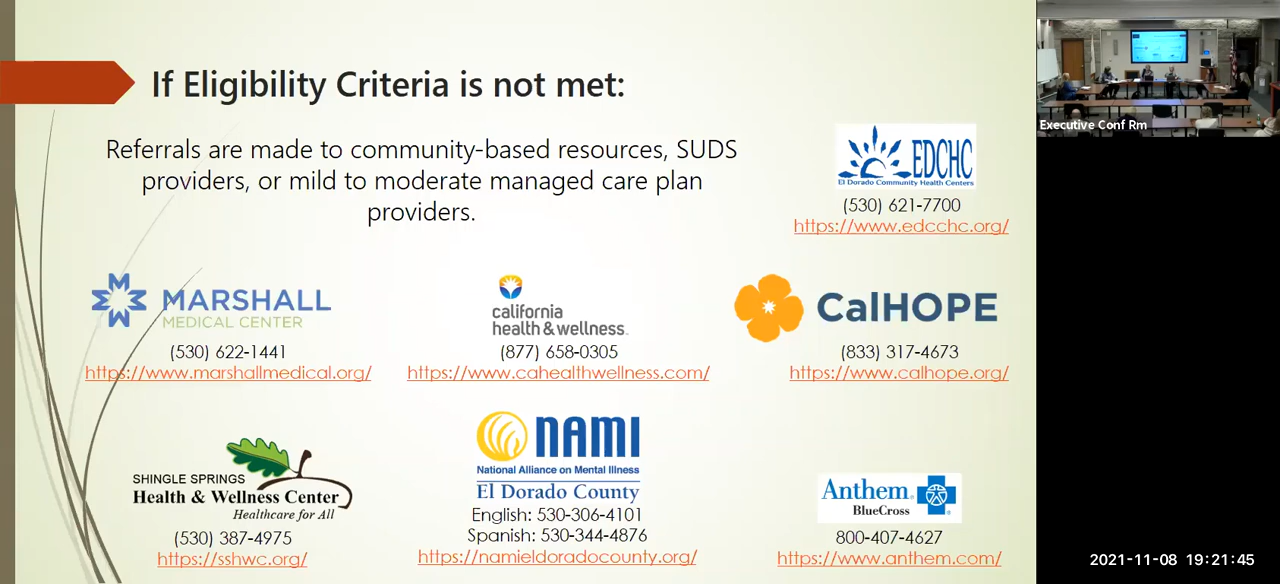 If Eligibility Criteria is not met:
Referrals are made to community-based resources, SUDS
providers, or mild to moderate managed care plan
providers.
EDCHC
El Dorado Community Health Centers
(530) 621-7700
https://www.edcchc.org/
MARSHALL
MEDICAL CENTER
(530) 622-1441
https://www.marshallmedical.org/
california
health & wellness
(877) 658-0305
https://www.cahealthwellness.com/
CalHOPE
(833) 317-4673
https://www.calhope.org/
SHINGLE SPRINGS
Health & Wellness Center
Healthcare for All
(530) 387-4975
https://sshwc.org/
NAMI
National Alliance on Mental Illness
El Dorado County
English: 530-306-4101
Spanish: 530-344-4876
https://namieldoradocounty.org/
Anthem
BlueCross
800-407-4627
https://www.anthem.com/
Executive Conf Rm
2021-11-08 19:21:45